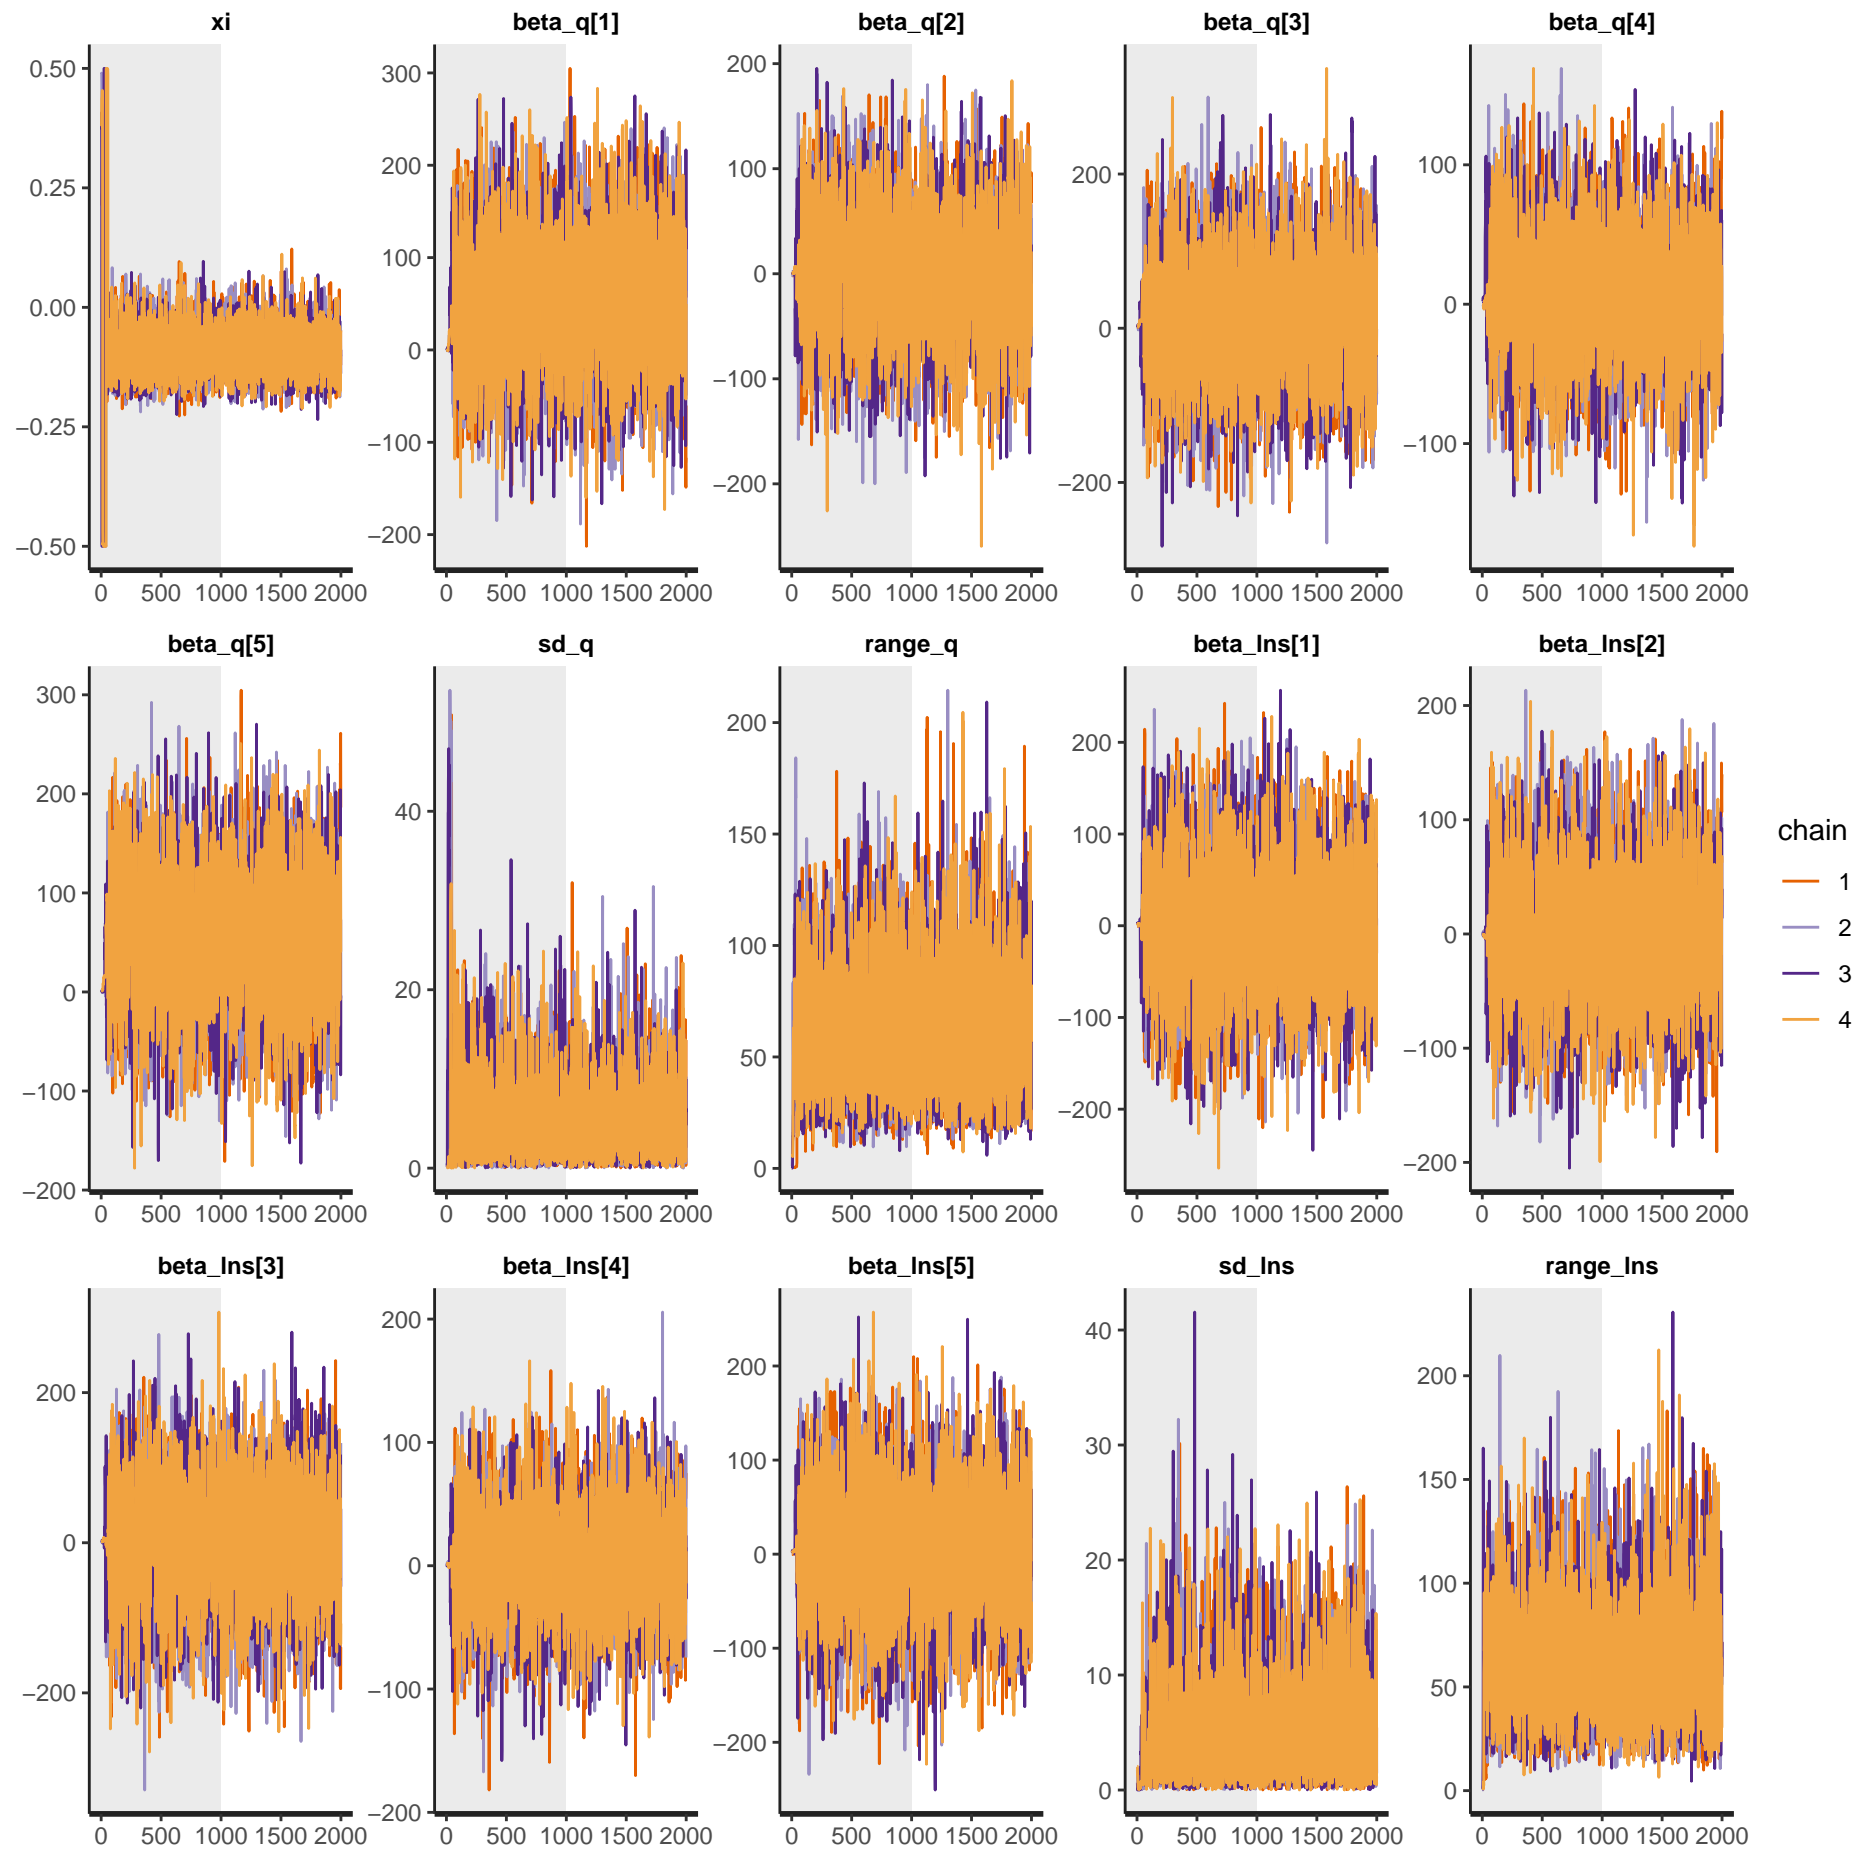 xi beta_q[1] beta_q[2] beta_q[3] beta_q[4]
0.50 0.25 0.00 −0.25 −0.50
300 200 100 0 −100 −200
200 100 0 −100 −200
200 0 −200
100 0 −100
0 500 1000 1500 2000 0 500 1000 1500 2000 0 500 1000 1500 2000 0 500 1000 1500 2000 0 500 1000 1500 2000
beta_q[5] sd_q range_q beta_lns[1] beta_lns[2]
300 200 100 0 −100 −200
40 20 0
200 150 100 50 0
200 100 0 −100 −200
200 100 0 −100 −200
0 500 1000 1500 2000 0 500 1000 1500 2000 0 500 1000 1500 2000 0 500 1000 1500 2000 0 500 1000 1500 2000
beta_lns[3] beta_lns[4] beta_lns[5] sd_lns range_lns
200 0 −200
200 100 0 −100 −200
200 100 0 −100 −200
40 30 20 10 0
200 150 100 50 0
0 500 1000 1500 2000 0 500 1000 1500 2000 0 500 1000 1500 2000 0 500 1000 1500 2000 0 500 1000 1500 2000
chain
1
2
3
4